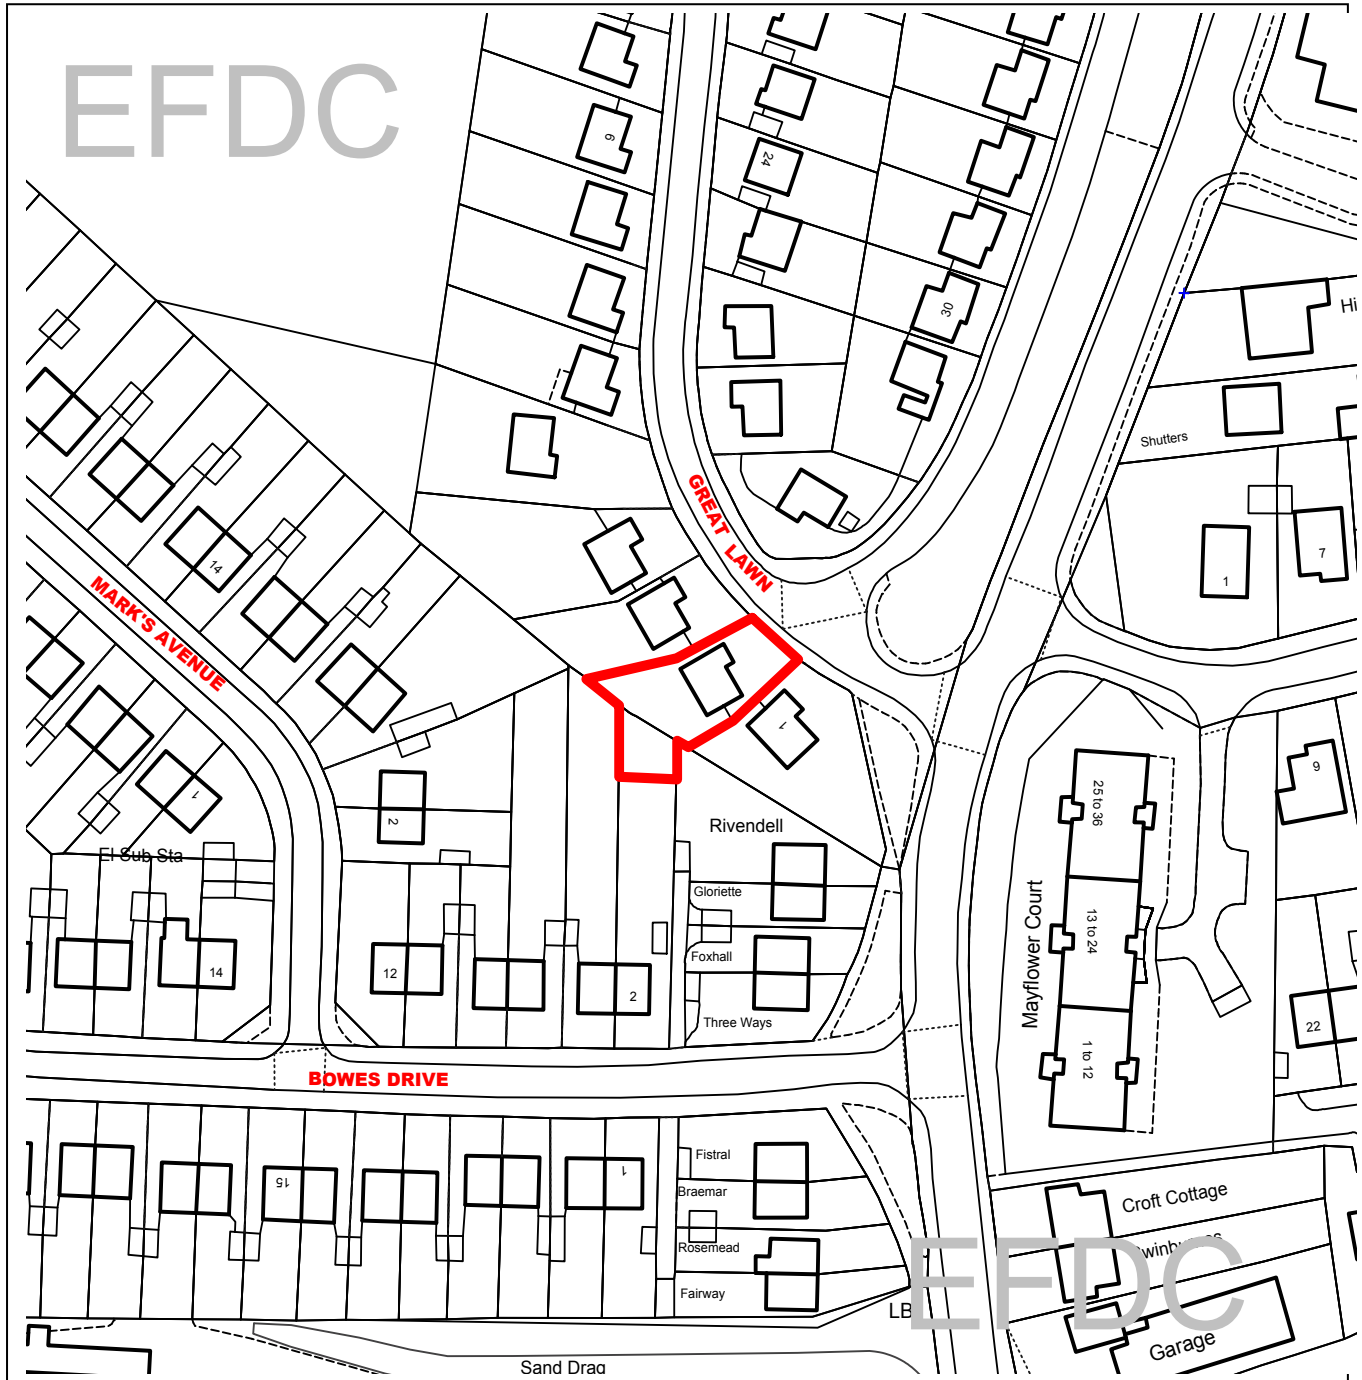 EFDC
6
24
30
Hi
Shutters
GREAT LAWN
14
MARK'S AVENUE
1
7
1
1
2
El Sub Sta
9
25 to 36
Rivendell
Gloriette
13 to 24
Mayflower Court
Foxhall
14
12
2
Three Ways
22
1 to 12
BOWES DRIVE
15
1
Fistral
Braemar
Croft Cottage
Rosemead
EFDC
Fairway
LB
Garage
Sand Drag